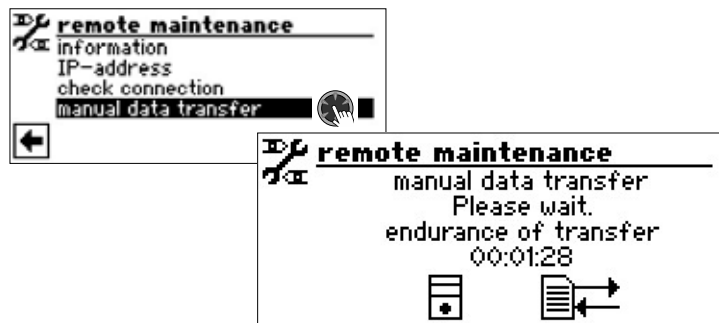 remote maintenance
information
IP-address
check connection
manual data transfer
remote maintenance
manual data transfer
Please wait.
endurance of transfer
00:01:28